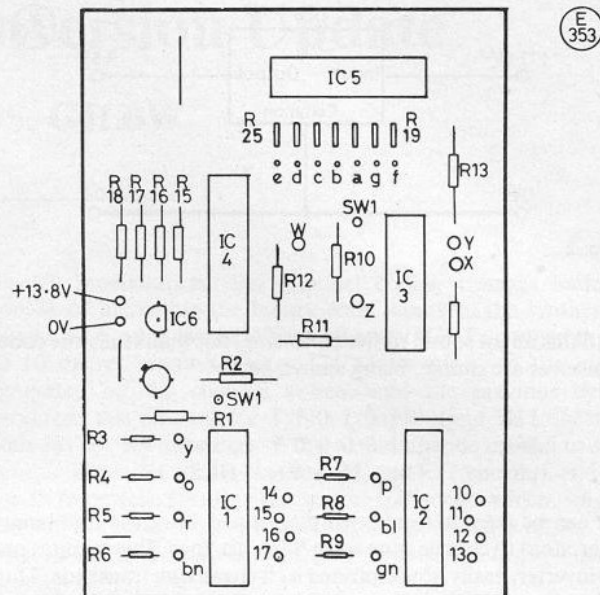 E
353
IC5
R
25
R
19
e d c b a g f
R13
R
18
R
17
R
16
R
15
SW1
W
IC
4
R12
R10
IC
3
Y
X
Z
+13·8V
0V
IC6
R11
R2
SW1
R1
R3
y
R4
o
R5
r
R6
bn
IC
1
14
15
16
17
R7
p
R8
bl
R9
gn
IC
2
10
11
12
13